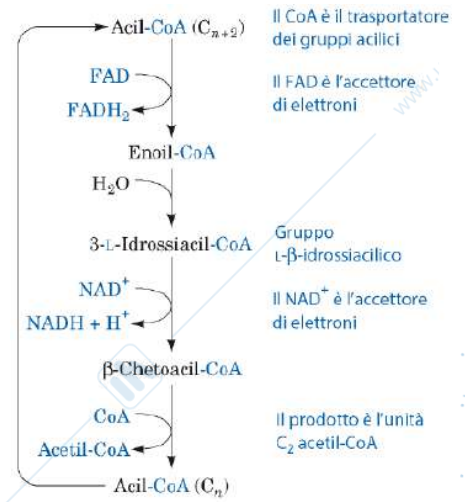 Acil-CoA (Cₙ₊₂)
Il CoA è il trasportatore
dei gruppi acilici
FAD
FADH₂
Il FAD è l'accettore
di elettroni
Enoil-CoA
H₂O
3-L-Idrossiacil-CoA
Gruppo
L-β-idrossiacilico
NAD⁺
NADH + H⁺
Il NAD⁺ è l'accettore
di elettroni
β-Chetoacil-CoA
CoA
Acetil-CoA
Il prodotto è l'unità
C₂ acetil-CoA
Acil-CoA (Cₙ)
www.